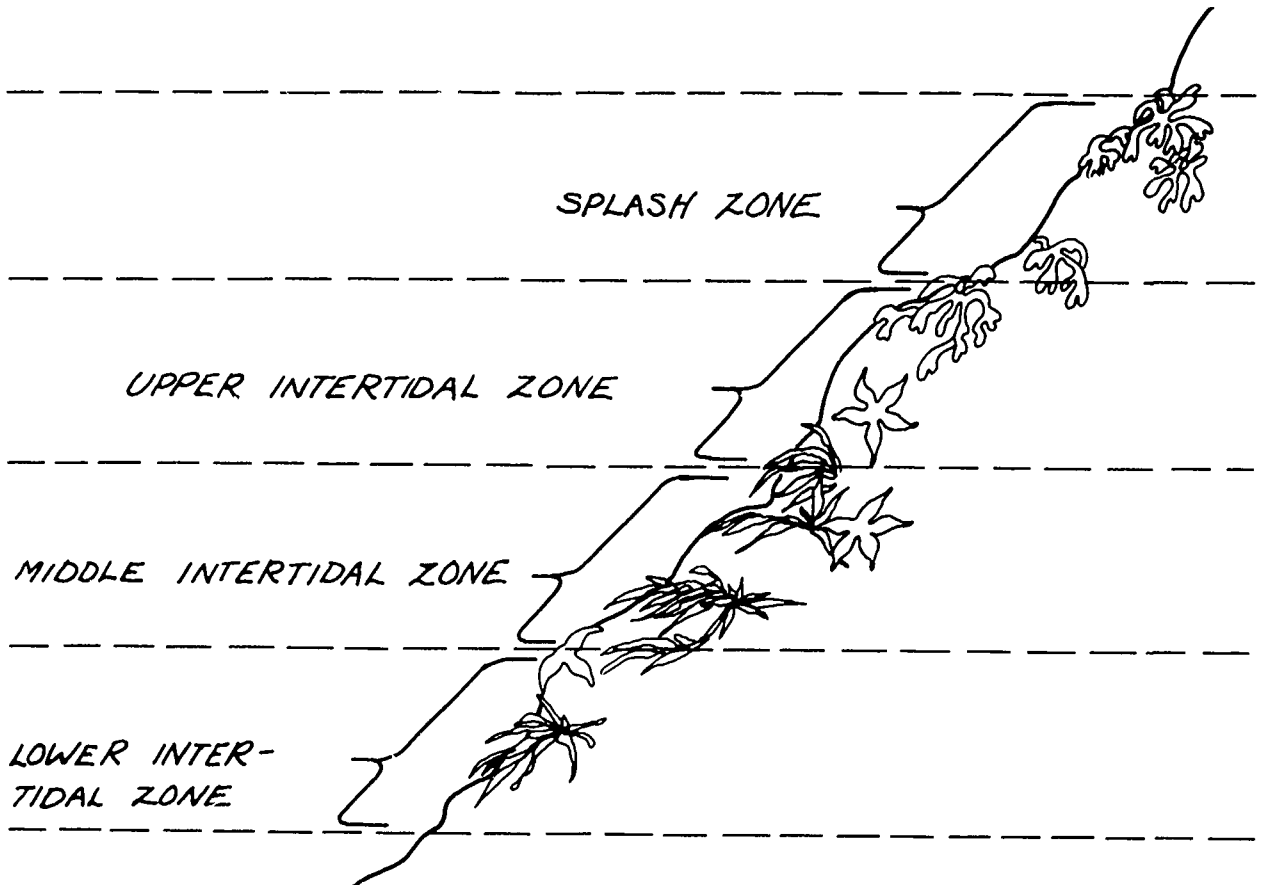 SPLASH ZONE
UPPER INTERTIDAL ZONE
MIDDLE INTERTIDAL ZONE
LOWER INTER-
TIDAL ZONE